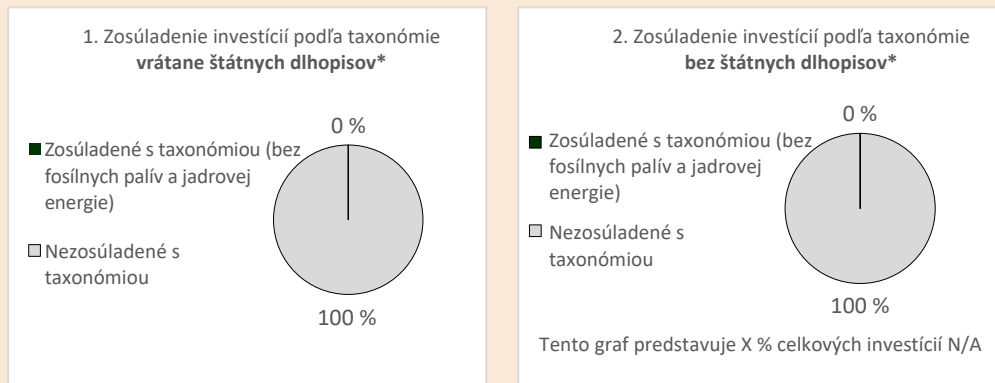 1. Zosúladenie investícií podľa taxonómie
vrátane štátnych dlhopisov*
0 %
Zosúladené s taxonómiou (bez
fosílnych palív a jadrovej
energie)
Nezosúladené s
taxonómiou
100 %
2. Zosúladenie investícií podľa taxonómie
bez štátnych dlhopisov*
0 %
Zosúladené s taxonómiou (bez
fosílnych palív a jadrovej
energie)
Nezosúladené s
taxonómiou
100 %
Tento graf predstavuje X % celkových investícií N/A